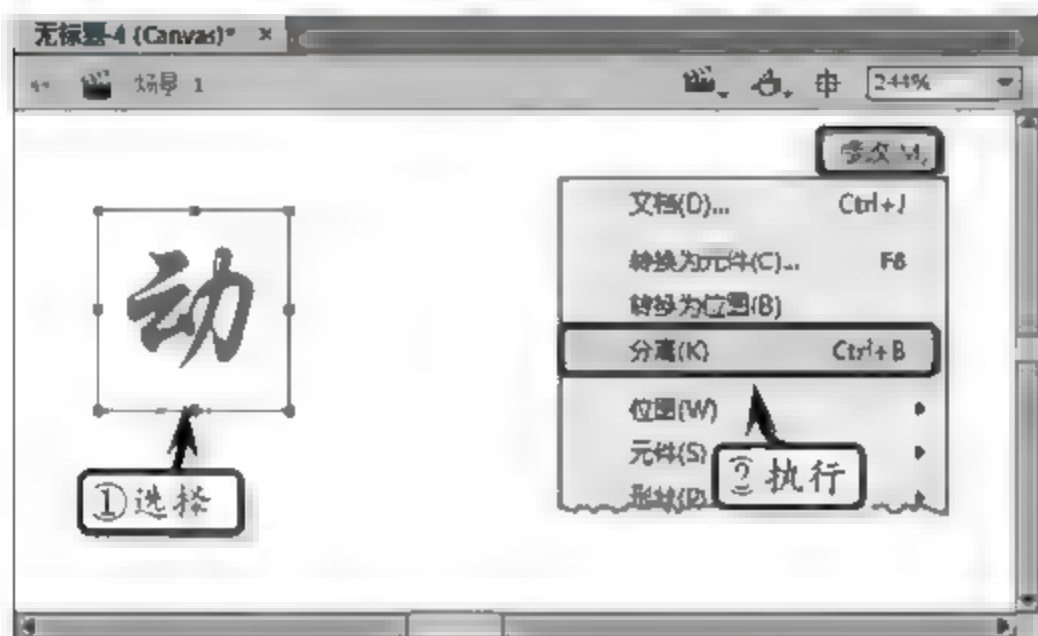 无标题-4 (Canvas)* ×
场景 1
244%
修改(M)
文档(D)... Ctrl+J
转换为元件(C)... F8
转换为位图(B)
分离(K) Ctrl+B
位图(W)
元件(S)
形状(P)
动
①选择
②执行